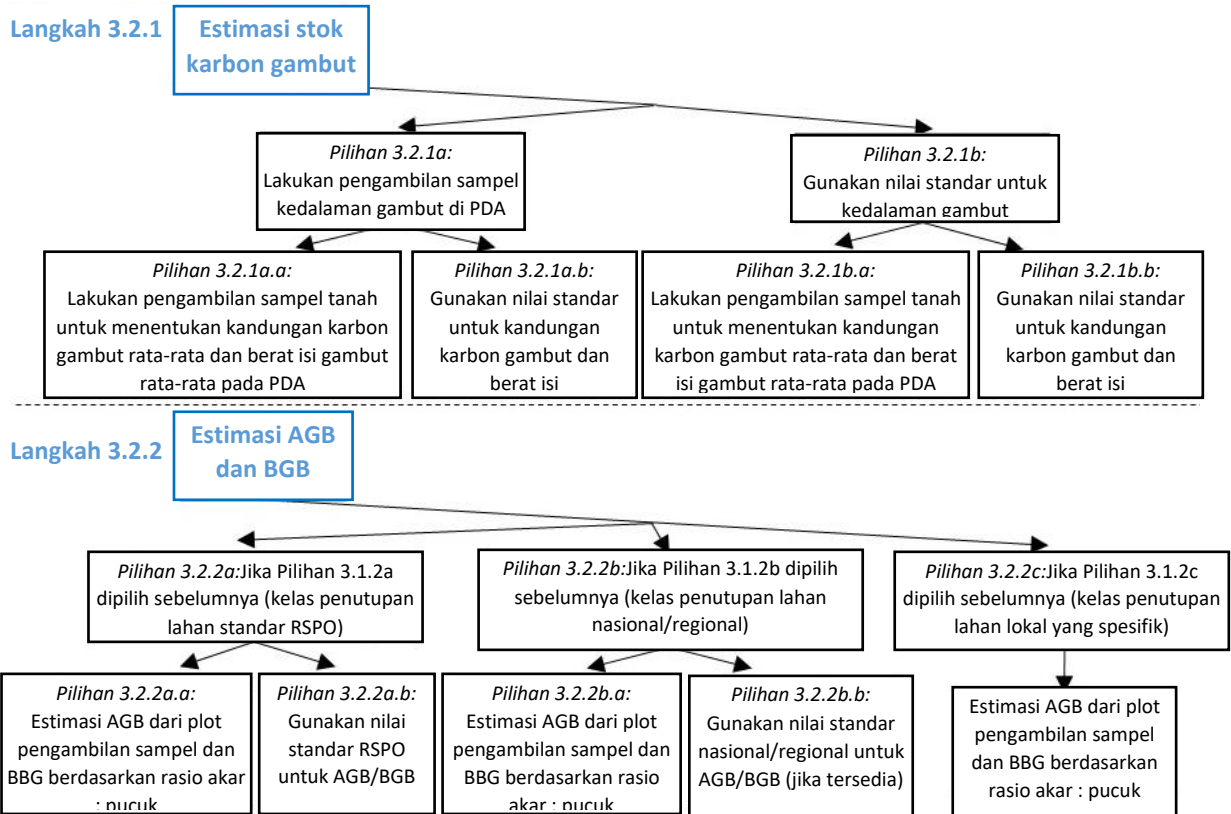 Langkah 3.2.1
Estimasi stok
karbon gambut
Pilihan 3.2.1a:
Lakukan pengambilan sampel
kedalaman gambut di PDA
Pilihan 3.2.1b:
Gunakan nilai standar untuk
kedalaman gambut
Pilihan 3.2.1a.a:
Lakukan pengambilan sampel tanah
untuk menentukan kandungan karbon
gambut rata-rata dan berat isi gambut
rata-rata pada PDA
Pilihan 3.2.1a.b:
Gunakan nilai standar
untuk kandungan
karbon gambut dan
berat isi
Pilihan 3.2.1b.a:
Lakukan pengambilan sampel tanah
untuk menentukan kandungan
karbon gambut rata-rata dan berat
isi gambut rata-rata pada PDA
Pilihan 3.2.1b.b:
Gunakan nilai standar
untuk kandungan
karbon gambut dan
berat isi
Langkah 3.2.2
Estimasi AGB
dan BGB
Pilihan 3.2.2a:Jika Pilihan 3.1.2a
dipilih sebelumnya (kelas penutupan
lahan standar RSPO)
Pilihan 3.2.2b:Jika Pilihan 3.1.2b dipilih
sebelumnya (kelas penutupan lahan
nasional/regional)
Pilihan 3.2.2c:Jika Pilihan 3.1.2c
dipilih sebelumnya (kelas penutupan
lahan lokal yang spesifik)
Pilihan 3.2.2a.a:
Estimasi AGB dari plot
pengambilan sampel dan
BBG berdasarkan rasio akar
: pucuk
Pilihan 3.2.2a.b:
Gunakan nilai
standar RSPO
untuk AGB/BGB
Pilihan 3.2.2b.a:
Estimasi AGB dari plot
pengambilan sampel dan
BBG berdasarkan rasio
akar : pucuk
Pilihan 3.2.2b.b:
Gunakan nilai standar
nasional/regional untuk
AGB/BGB (jika tersedia)
Estimasi AGB dari plot
pengambilan sampel
dan BBG berdasarkan
rasio akar : pucuk